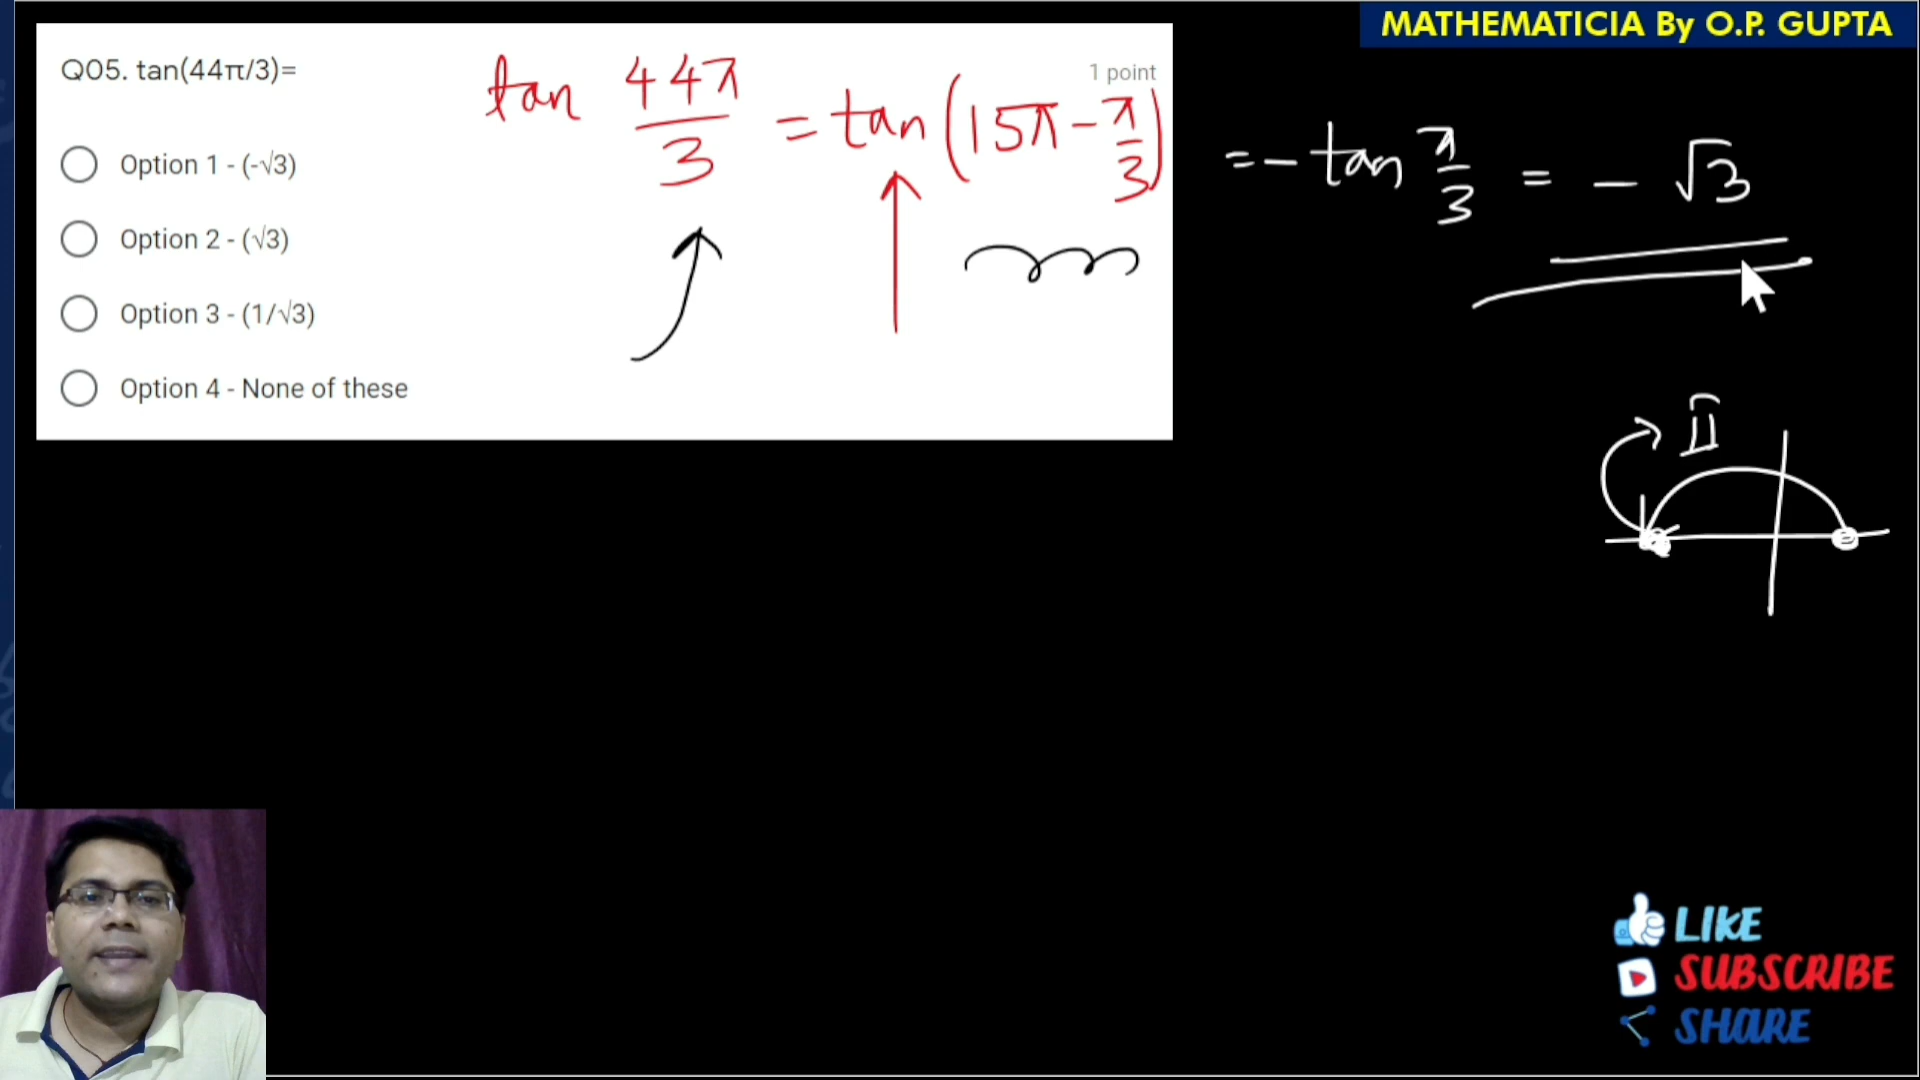 MATHEMATICIA By O.P. GUPTA
Q05. tan(44π/3)=
1 point
Option 1 - (-√3)
Option 2 - (√3)
Option 3 - (1/√3)
Option 4 - None of these
tan 44π/3 = tan(15π-π/3) = - tan π/3 = - √3
II
LIKE
SUBSCRIBE
SHARE